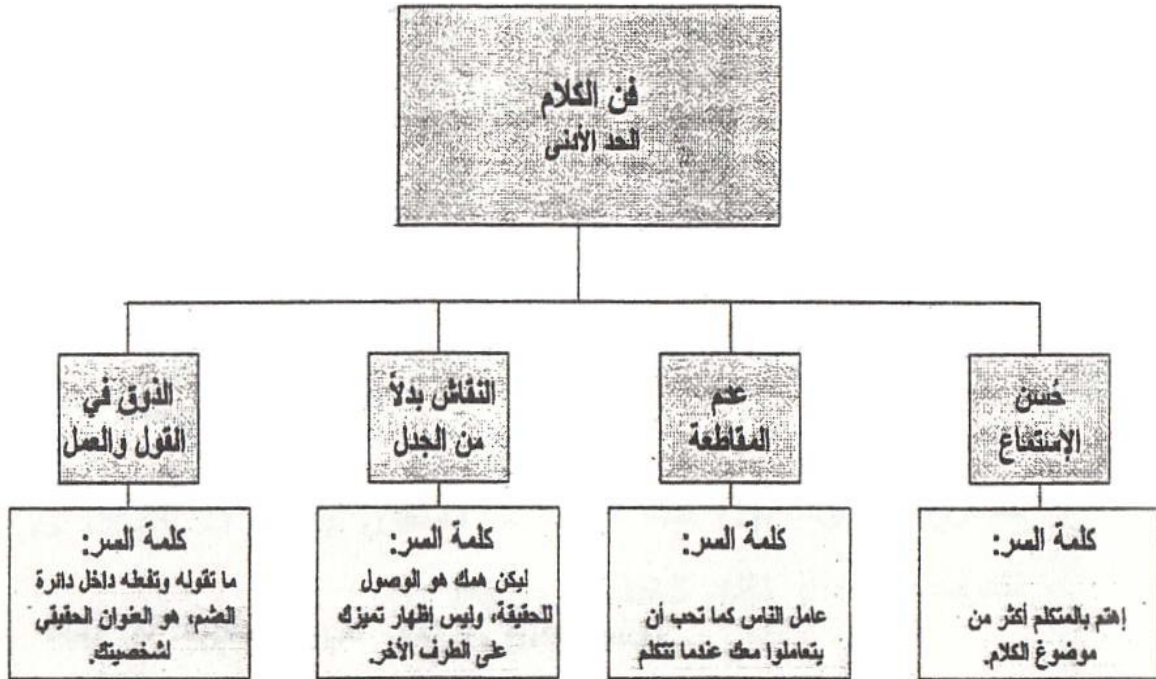 فن الكلام
الحد الأدنى
حُسن
الإستماع
كلمة السر:
إهتم بالمتكلم أكثر من
موضوع الكلام.
عدم
المقاطعة
كلمة السر:
عامل الناس كما تحب أن
يتعاملوا معك عندما تتكلم
النقاش بدلاً
من الجدل
كلمة السر:
ليكن همك هو الوصول
للحقيقة، وليس إظهار تميزك
على الطرف الأخر.
الذوق في
القول والعمل
كلمة السر:
ما تقوله وتفعله داخل دائرة
العشم، هو العنوان الحقيقي
لشخصيتك.